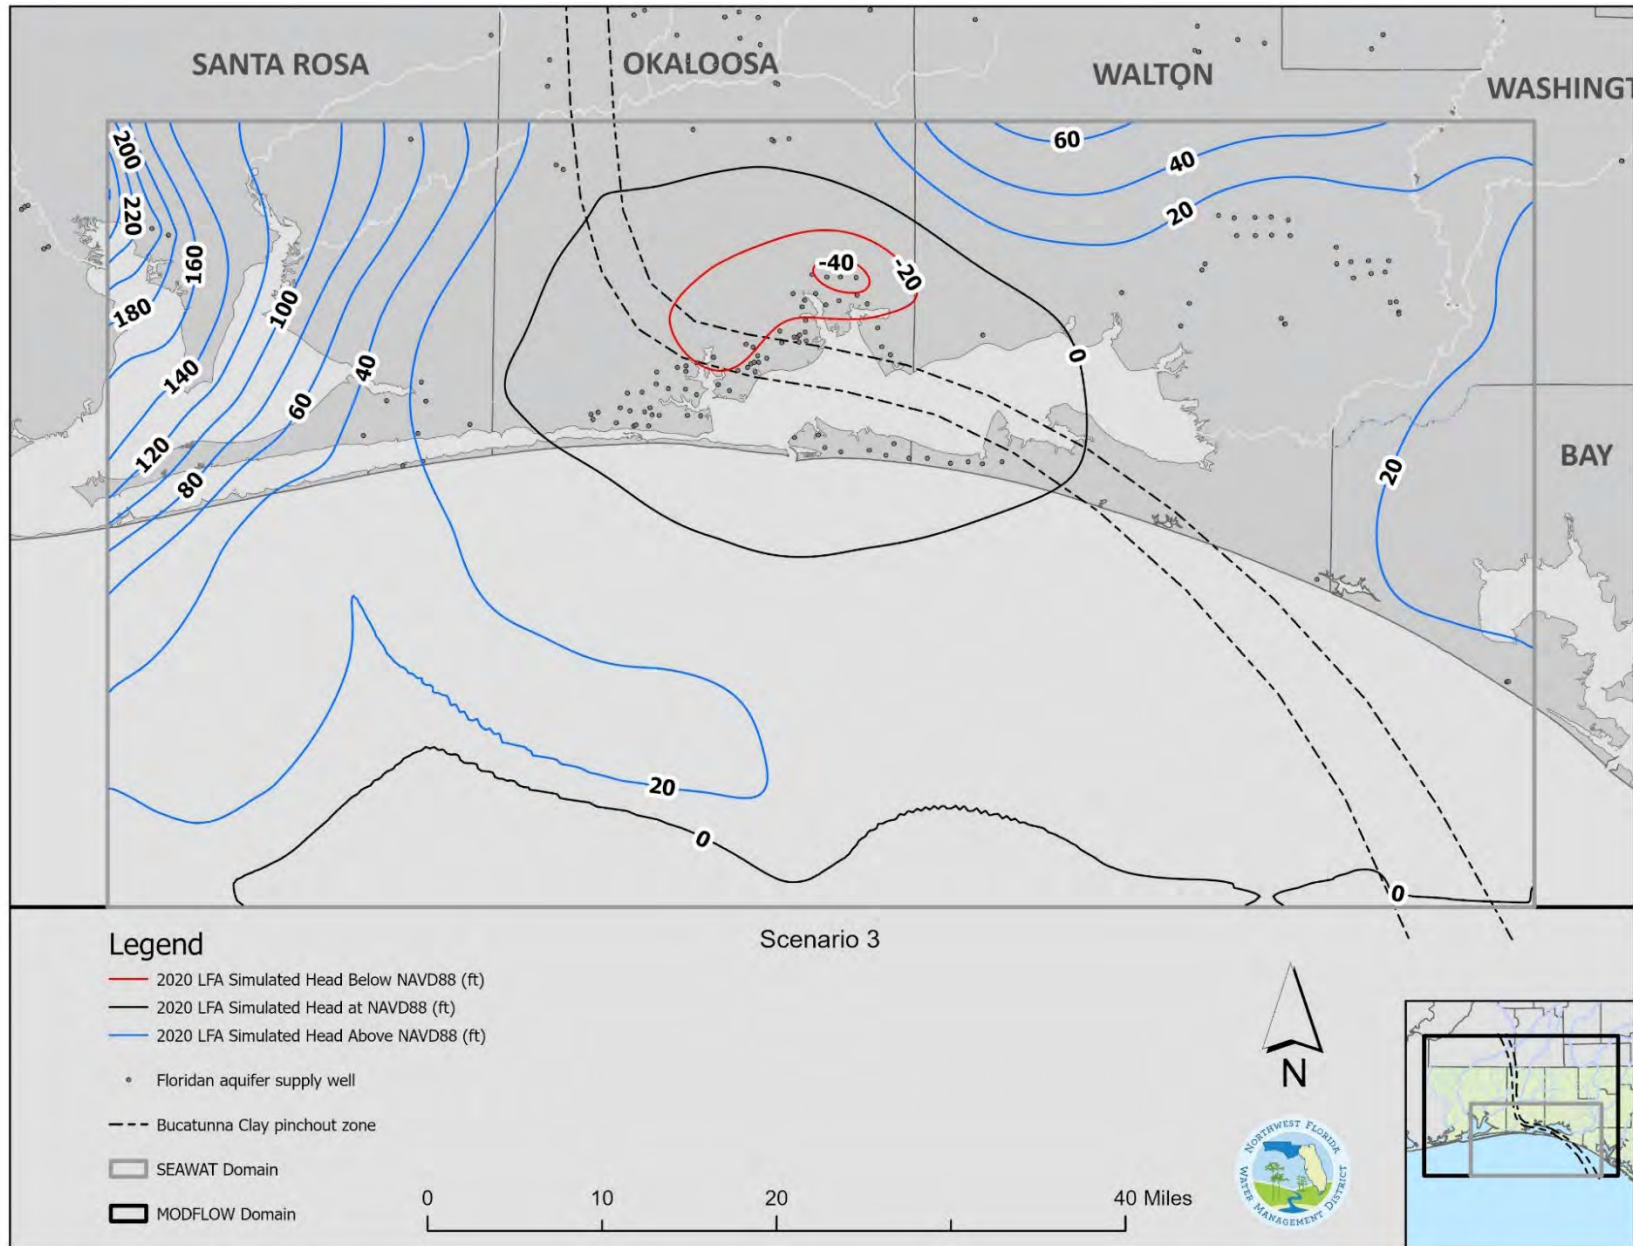 SANTA ROSA
OKALOOSA
WALTON
WASHINGT
200
60
40
220
20
160
-40
-20
180
100
0
40
140
60
120
80
20
BAY
20
0
0
Legend
Scenario 3
2020 LFA Simulated Head Below NAVD88 (ft)
2020 LFA Simulated Head at NAVD88 (ft)
2020 LFA Simulated Head Above NAVD88 (ft)
Floridan aquifer supply well
Bucatunna Clay pinchout zone
SEAWAT Domain
MODFLOW Domain
0 10 20 40 Miles
N
NORTHWEST FLORIDA
WATER MANAGEMENT DISTRICT